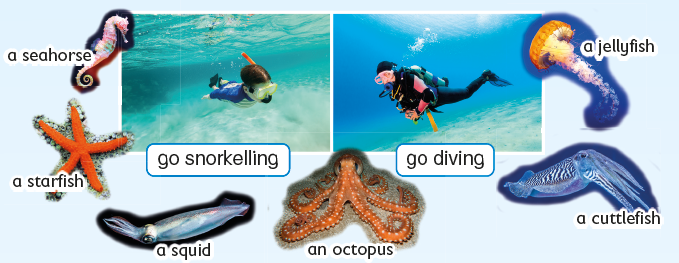 a seahorse
a jellyfish
go snorkelling
go diving
a starfish
a cuttlefish
a squid
an octopus